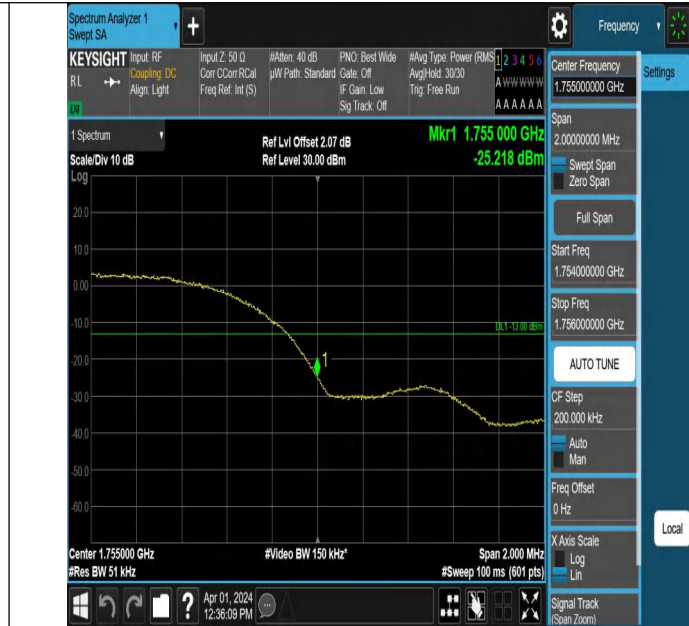 Spectrum Analyzer 1
Swept SA
+
Frequency
KEYSIGHT
RL
Input: RF
Coupling: DC
Align: Light
Input Z: 50 Ω
Corr CCorr RCal
Freq Ref: Int (S)
#Atten: 40 dB
µW Path: Standard
PNO: Best Wide
Gate: Off
IF Gain: Low
Sig Track: Off
#Avg Type: Power (RMS
Avg|Hold: 30/30
Trig: Free Run
1 2 3 4 5 6
A W W W W W
A A A A A A
LXI
1 Spectrum
Scale/Div 10 dB
Log
Ref Lvl Offset 2.07 dB
Ref Level 30.00 dBm
Mkr1 1.755 000 GHz
-25.218 dBm
20.0
10.0
0.00
-10.0
-20.0
-30.0
-40.0
-50.0
-60.0
DL1 -13.00 dBm
1
Center 1.755000 GHz
#Res BW 51 kHz
#Video BW 150 kHz*
Span 2.000 MHz
#Sweep 100 ms (601 pts)
?
Apr 01, 2024
12:36:09 PM
Center Frequency
1.755000000 GHz
Span
2.00000000 MHz
Swept Span
Zero Span
Full Span
Start Freq
1.754000000 GHz
Stop Freq
1.756000000 GHz
AUTO TUNE
CF Step
200.000 kHz
Auto
Man
Freq Offset
0 Hz
X Axis Scale
Log
Lin
Signal Track
(Span Zoom)
Settings
Local